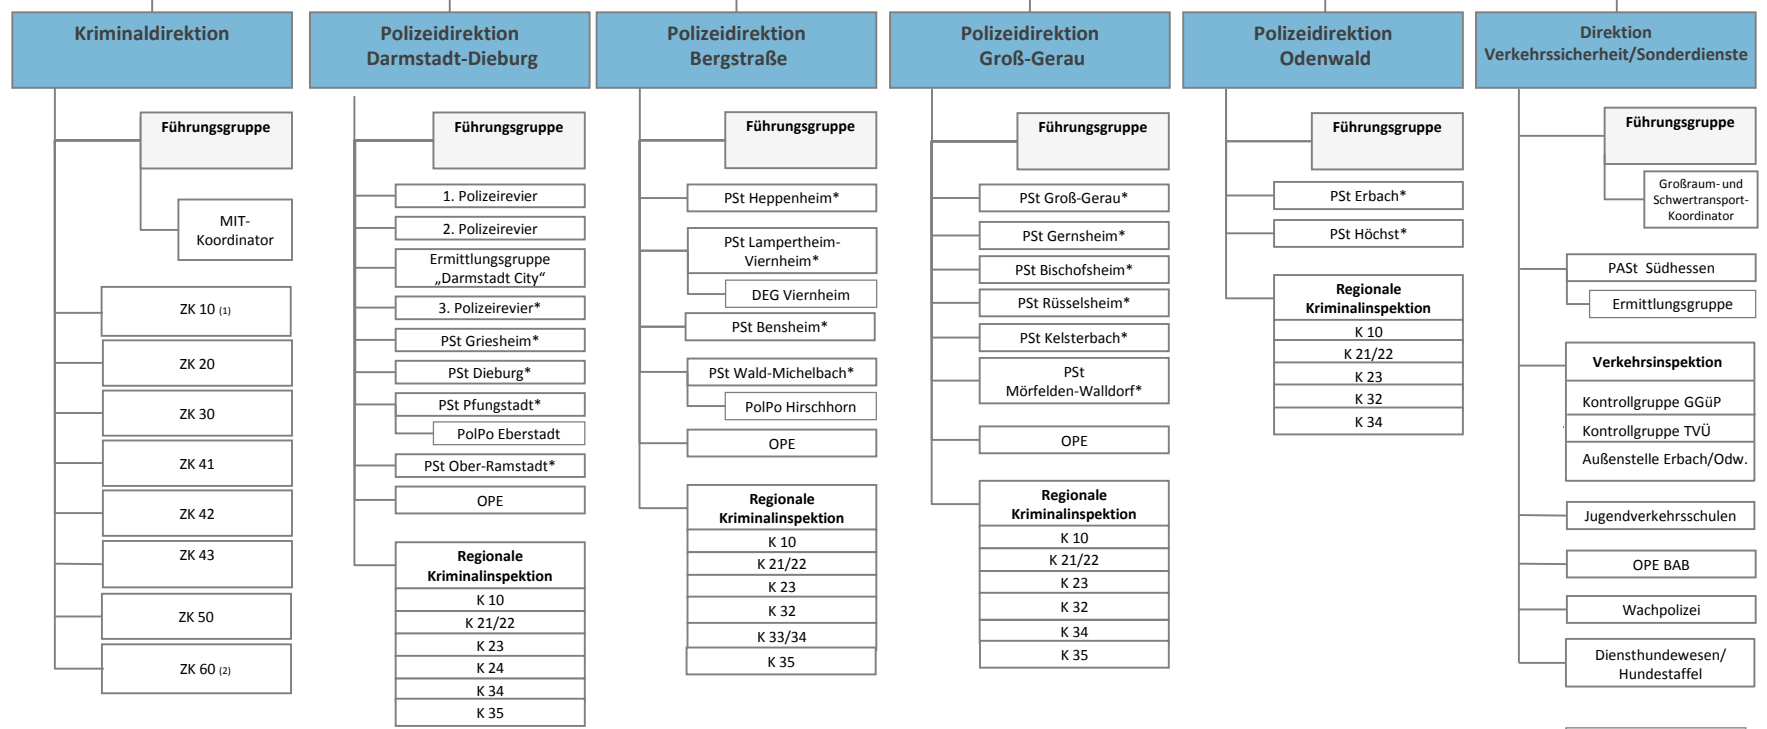 Kriminaldirektion
Führungsgruppe
MIT-
Koordinator
ZK 10 (1)
ZK 20
ZK 30
ZK 41
ZK 42
ZK 43
ZK 50
ZK 60 (2)
Polizeidirektion
Darmstadt-Dieburg
Führungsgruppe
1. Polizeirevier
2. Polizeirevier
Ermittlungsgruppe
„Darmstadt City“
3. Polizeirevier*
PSt Griesheim*
PSt Dieburg*
PSt Pfungstadt*
PolPo Eberstadt
PSt Ober-Ramstadt*
OPE
Regionale
Kriminalinspektion
K 10
K 21/22
K 23
K 24
K 34
K 35
Polizeidirektion
Bergstraße
Führungsgruppe
PSt Heppenheim*
PSt Lampertheim-
Viernheim*
DEG Viernheim
PSt Bensheim*
PSt Wald-Michelbach*
PolPo Hirschhorn
OPE
Regionale
Kriminalinspektion
K 10
K 21/22
K 23
K 32
K 33/34
K 35
Polizeidirektion
Groß-Gerau
Führungsgruppe
PSt Groß-Gerau*
PSt Gernsheim*
PSt Bischofsheim*
PSt Rüsselsheim*
PSt Kelsterbach*
PSt
Mörfelden-Walldorf*
OPE
Regionale
Kriminalinspektion
K 10
K 21/22
K 23
K 32
K 34
K 35
Polizeidirektion
Odenwald
Führungsgruppe
PSt Erbach*
PSt Höchst*
Regionale
Kriminalinspektion
K 10
K 21/22
K 23
K 32
K 34
Direktion
Verkehrssicherheit/Sonderdienste
Führungsgruppe
Großraum- und
Schwertransport-
Koordinator
PASt Südhessen
Ermittlungsgruppe
Verkehrsinspektion
Kontrollgruppe GGüP
Kontrollgruppe TVÜ
Außenstelle Erbach/Odw.
Jugendverkehrsschulen
OPE BAB
Wachpolizei
Diensthundewesen/
Hundestaffel